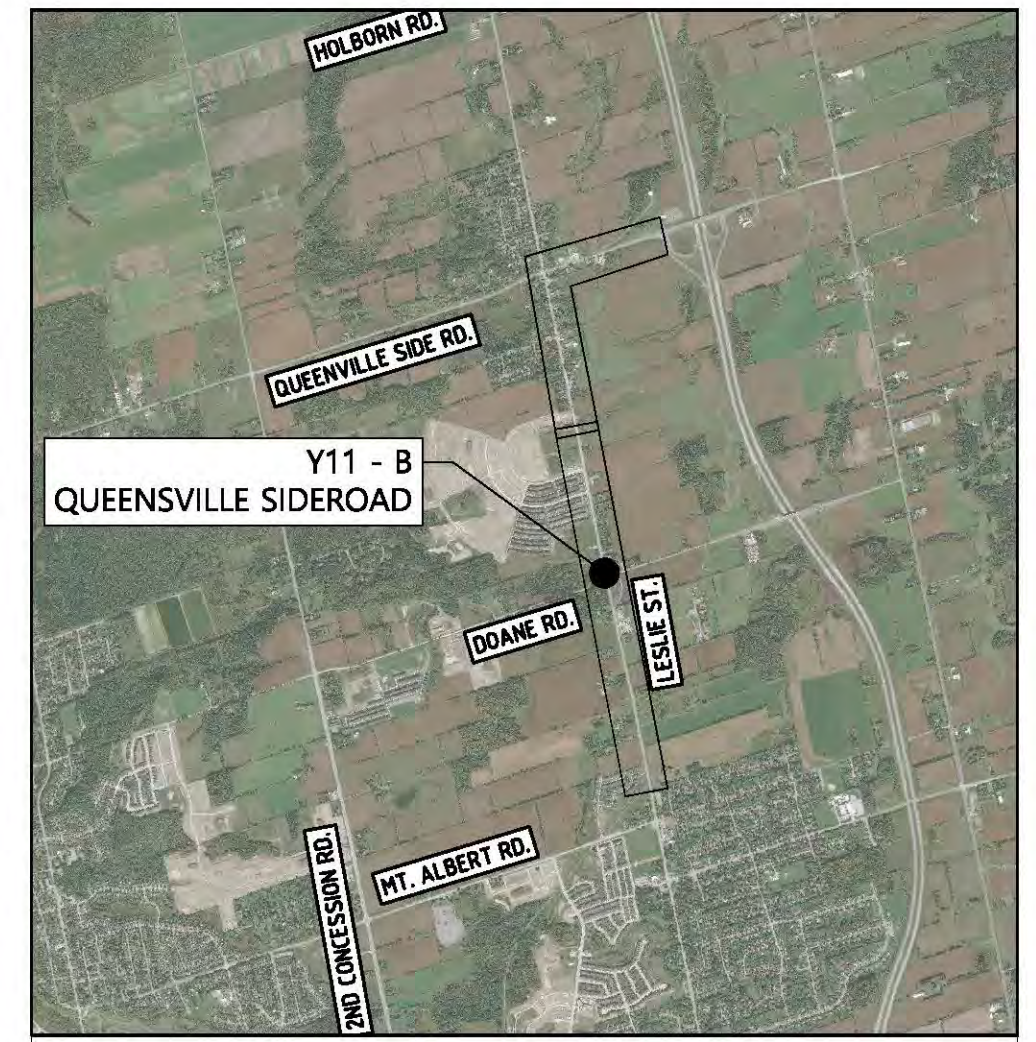 HOLBORN RD.
QUEENVILLE SIDE RD.
Y11 - B
QUEENSVILLE SIDEROAD
DOANE RD.
LESLIE ST.
MT. ALBERT RD.
2ND CONCESSION RD.